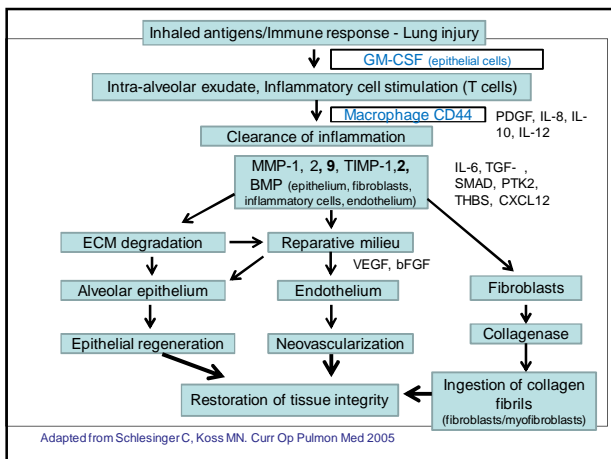 Inhaled antigens/Immune response - Lung injury
GM-CSF (epithelial cells)
Intra-alveolar exudate, Inflammatory cell stimulation (T cells)
Macrophage CD44
PDGF, IL-8, IL-
10, IL-12
Clearance of inflammation
MMP-1, 2, 9, TIMP-1,2,
BMP (epithelium, fibroblasts,
inflammatory cells, endothelium)
IL-6, TGF- ,
SMAD, PTK2,
THBS, CXCL12
ECM degradation
Reparative milieu
VEGF, bFGF
Alveolar epithelium
Endothelium
Fibroblasts
Epithelial regeneration
Neovascularization
Collagenase
Restoration of tissue integrity
Ingestion of collagen
fibrils
(fibroblasts/myofibroblasts)
Adapted from Schlesinger C, Koss MN. Curr Op Pulmon Med 2005